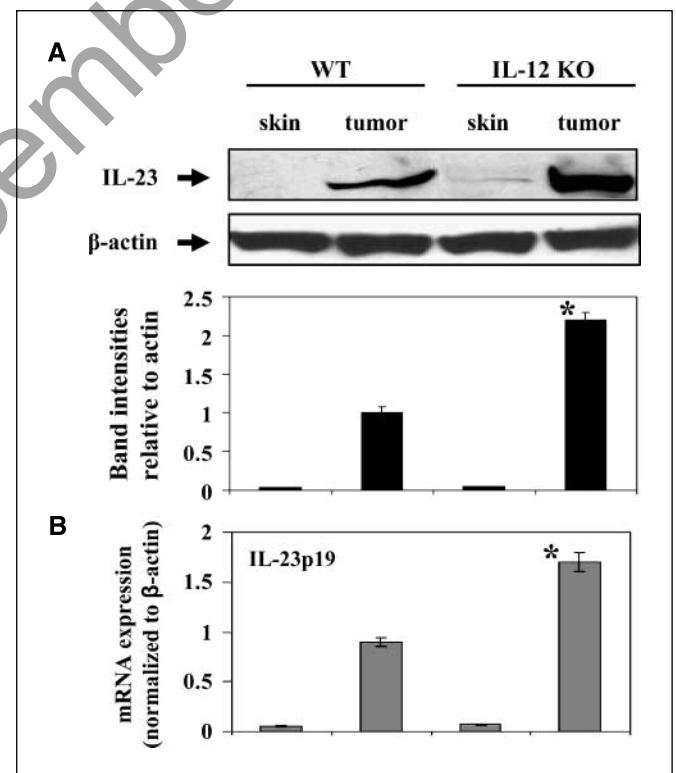 A
WT IL-12 KO
skin tumor skin tumor
IL-23
β-actin
Band intensities
relative to actin
2.5
2
1.5
1
0.5
0
*
B
mRNA expression
(normalized to β-actin)
IL-23p19
2
1.5
1
0.5
0
*